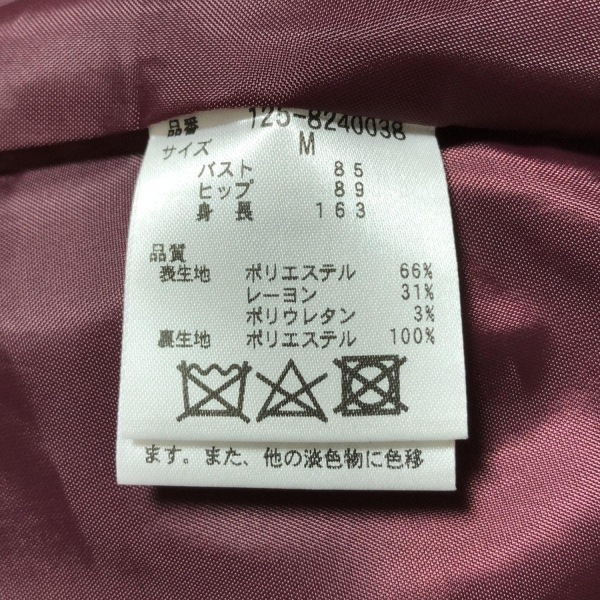 品番 125-8240038
サイズ M
バスト 85
ヒップ 89
身長 163
品質
表生地 ポリエステル 66%
レーヨン 31%
ポリウレタン 3%
裏生地 ポリエステル 100%
ます。また、他の淡色物に色移